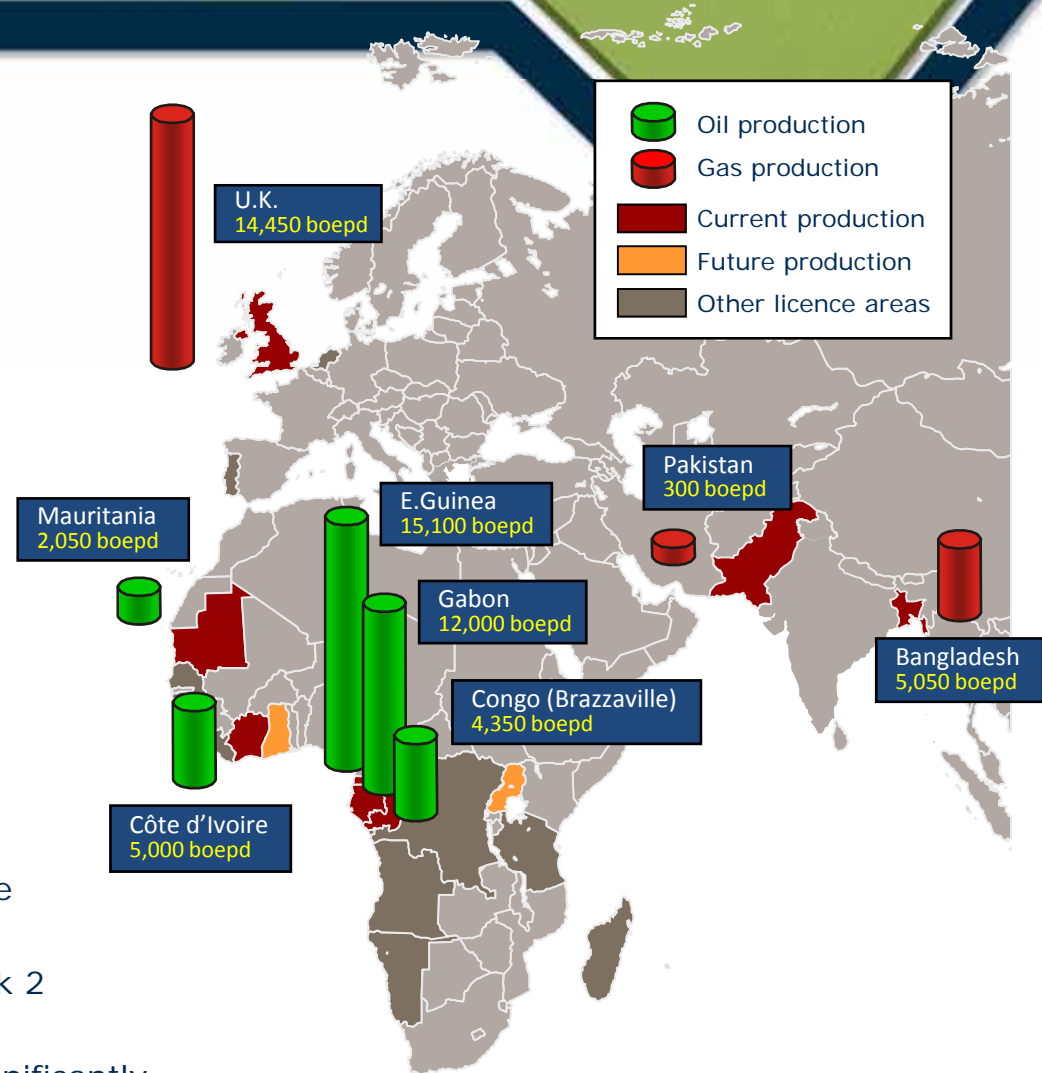 Oil production
Gas production
Current production
Future production
Other licence areas
U.K.
14,450 boepd
Pakistan
300 boepd
E.Guinea
15,100 boepd
Mauritania
2,050 boepd
Gabon
12,000 boepd
Bangladesh
5,050 boepd
Congo (Brazzaville)
4,350 boepd
Côte d’Ivoire
5,000 boepd
2